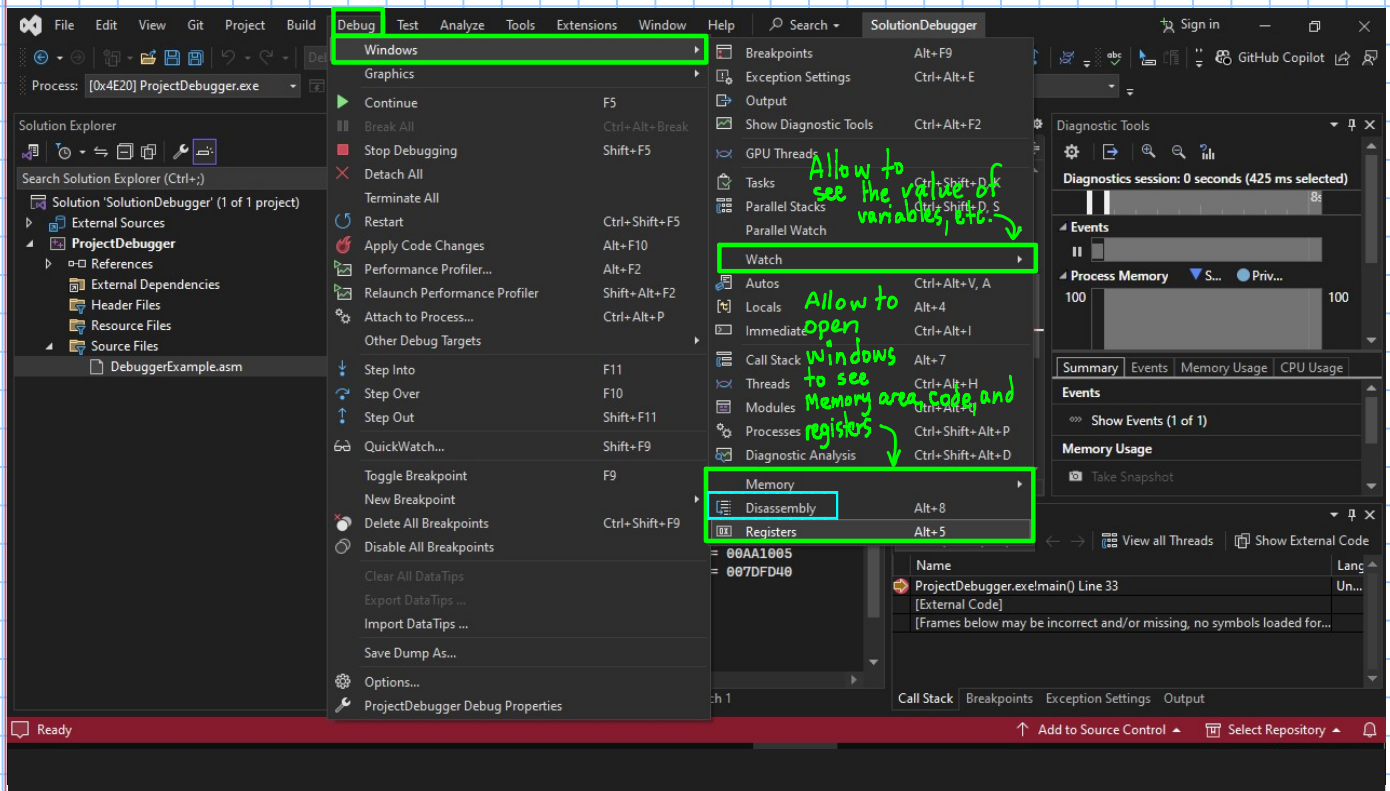 File Edit View Git Project Build Debug Test Analyze Tools Extensions Window Help Search SolutionDebugger Sign in
GitHub Copilot
Process: [0x4E20] ProjectDebugger.exe
Solution Explorer
Search Solution Explorer (Ctrl+;)
Solution 'SolutionDebugger' (1 of 1 project)
External Sources
ProjectDebugger
References
External Dependencies
Header Files
Resource Files
Source Files
DebuggerExample.asm
Windows
Graphics
Continue F5
Break All Ctrl+Alt+Break
Stop Debugging Shift+F5
Detach All
Terminate All
Restart Ctrl+Shift+F5
Apply Code Changes Alt+F10
Performance Profiler... Alt+F2
Relaunch Performance Profiler Shift+Alt+F2
Attach to Process... Ctrl+Alt+P
Other Debug Targets
Step Into F11
Step Over F10
Step Out Shift+F11
QuickWatch... Shift+F9
Toggle Breakpoint F9
New Breakpoint
Delete All Breakpoints Ctrl+Shift+F9
Disable All Breakpoints
Clear All DataTips
Export DataTips ...
Import DataTips ...
Save Dump As...
Options...
ProjectDebugger Debug Properties
Breakpoints Alt+F9
Exception Settings Ctrl+Alt+E
Output
Show Diagnostic Tools Ctrl+Alt+F2
GPU Threads
Tasks Ctrl+Shift+D, K
Parallel Stacks Ctrl+Shift+D, S
Parallel Watch
Allow to
see the value of
variables, etc.
Watch
Autos Ctrl+Alt+V, A
Locals Alt+4
Immediate Ctrl+Alt+I
Call Stack Alt+7
Threads Ctrl+Alt+H
Modules Ctrl+Alt+U
Processes Ctrl+Shift+Alt+P
Diagnostic Analysis Ctrl+Shift+Alt+D
Allow to
open
windows
to see
Memory area, code, and
registers
Memory
Disassembly Alt+8
Registers Alt+5
= 00AA1005
= 007DFD40
Diagnostic Tools
Diagnostics session: 0 seconds (425 ms selected)
8s
Events
Process Memory S... Priv...
100 100
Summary Events Memory Usage CPU Usage
Events
Show Events (1 of 1)
Memory Usage
Take Snapshot
View all Threads Show External Code
Name Lang
ProjectDebugger.exe!main() Line 33 Un...
[External Code]
[Frames below may be incorrect and/or missing, no symbols loaded for...
Call Stack Breakpoints Exception Settings Output
Ready Add to Source Control Select Repository